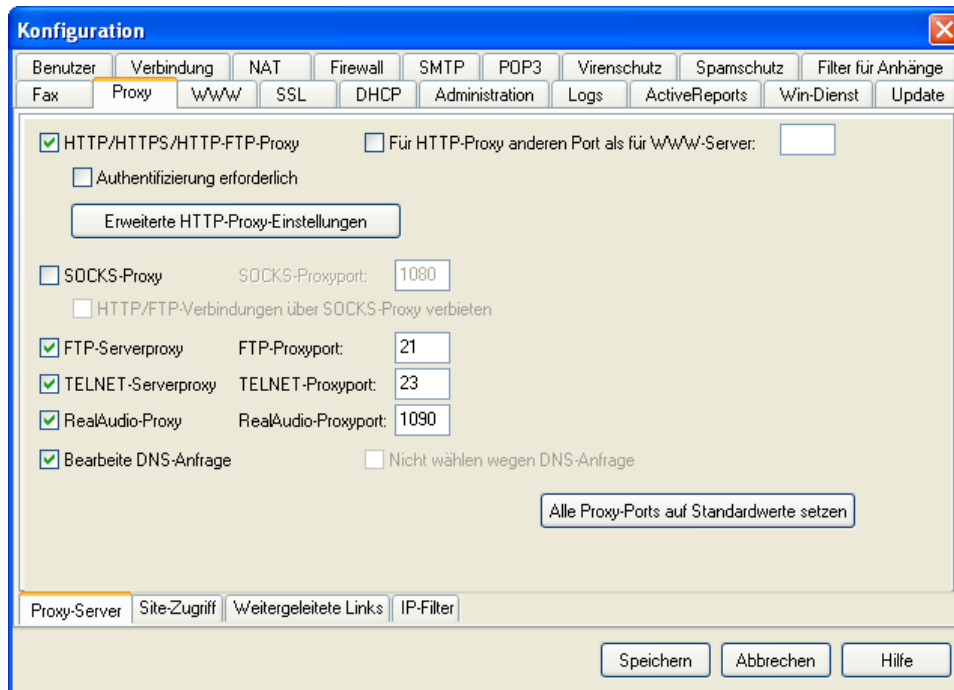 Konfiguration
Benutzer Verbindung NAT Firewall SMTP POP3 Virenschutz Spamschutz Filter für Anhänge
Fax Proxy WWW SSL DHCP Administration Logs ActiveReports Win-Dienst Update
HTTP/HTTPS/HTTP-FTP-Proxy Für HTTP-Proxy anderen Port als für WWW-Server:
Authentifizierung erforderlich
Erweiterte HTTP-Proxy-Einstellungen
SOCKS-Proxy SOCKS-Proxyport: 1080
HTTP/FTP-Verbindungen über SOCKS-Proxy verbieten
FTP-Serverproxy FTP-Proxyport: 21
TELNET-Serverproxy TELNET-Proxyport: 23
RealAudio-Proxy RealAudio-Proxyport: 1090
Bearbeite DNS-Anfrage Nicht wählen wegen DNS-Anfrage
Alle Proxy-Ports auf Standardwerte setzen
Proxy-Server Site-Zugriff Weitergeleitete Links IP-Filter
Speichern Abbrechen Hilfe